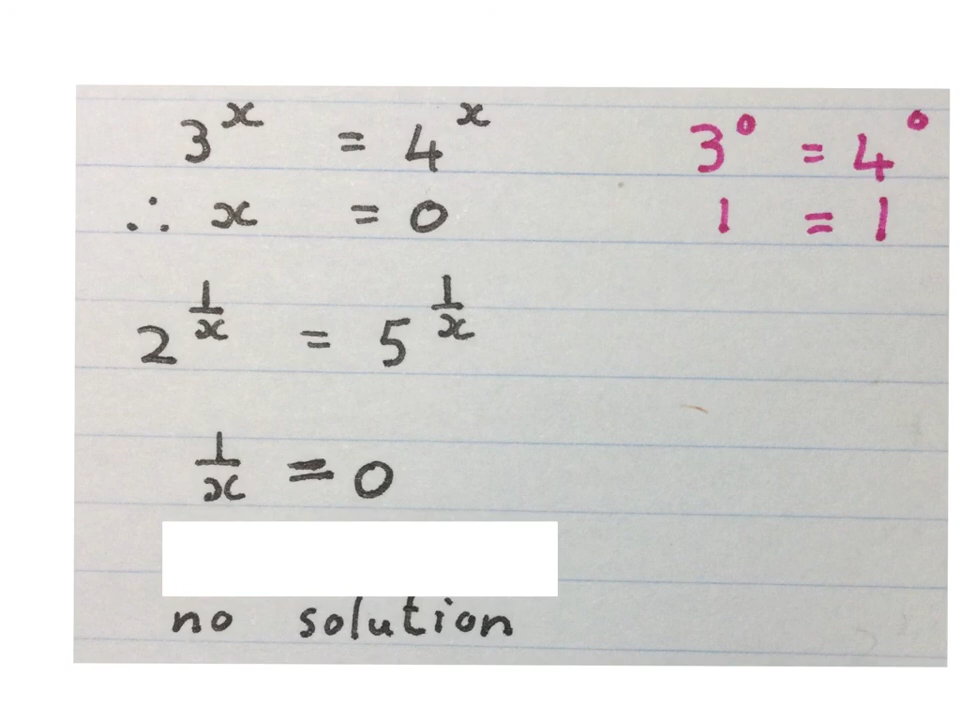 3^x = 4^x
∴ x = 0
3^0 = 4^0
1 = 1
2^(1/x) = 5^(1/x)
1/x = 0
no solution